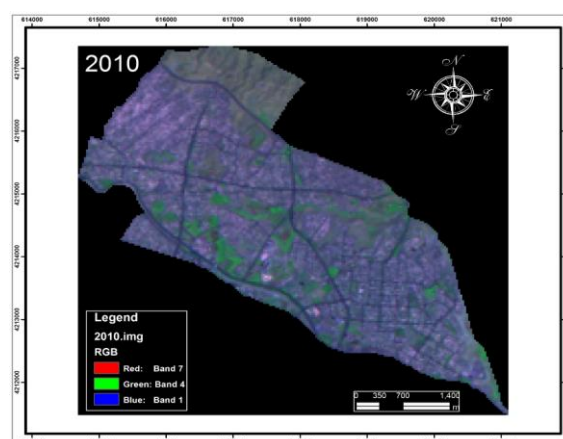 614000 615000 616000 617000 618000 619000 620000 621000
2010
N
W E
S
4217000
4216000
4215000
4214000
4213000
4212000
Legend
2010.img
RGB
Red: Band 7
Green: Band 4
Blue: Band 1
0 350 700 1,400
m